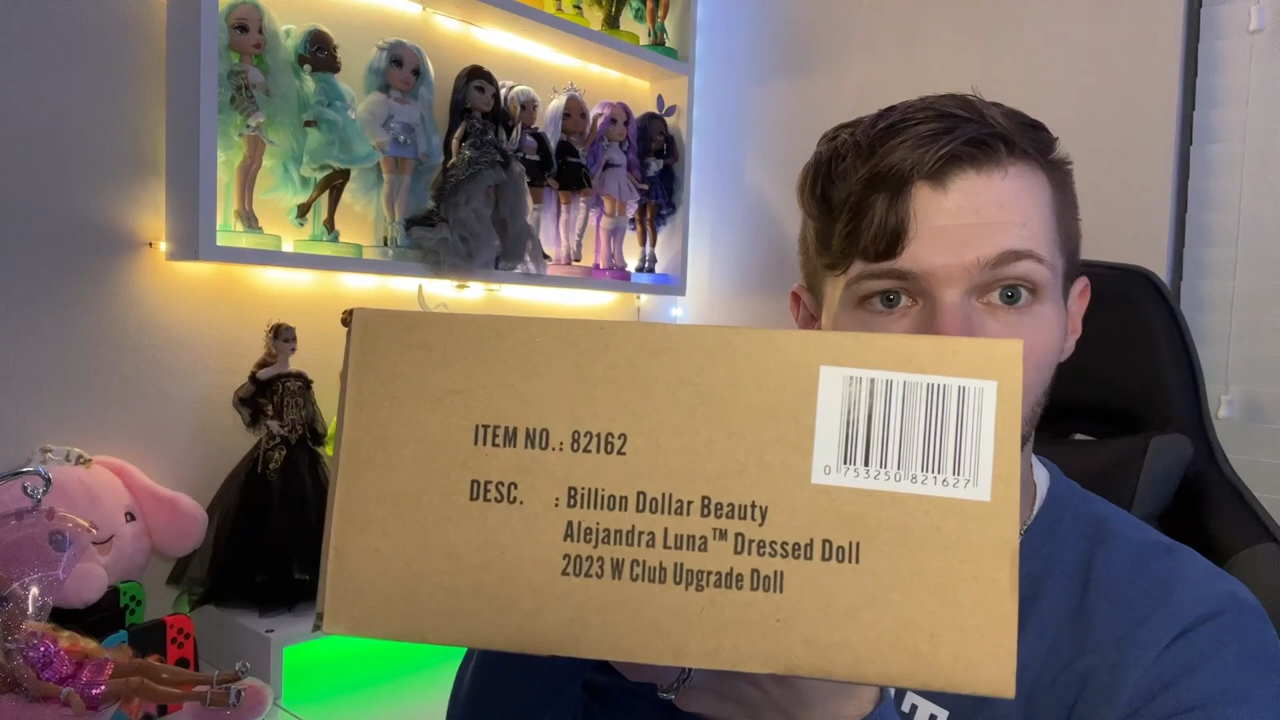 ITEM NO.: 82162
DESC. : Billion Dollar Beauty
Alejandra Luna™ Dressed Doll
2023 W Club Upgrade Doll
0 753250 821627
T